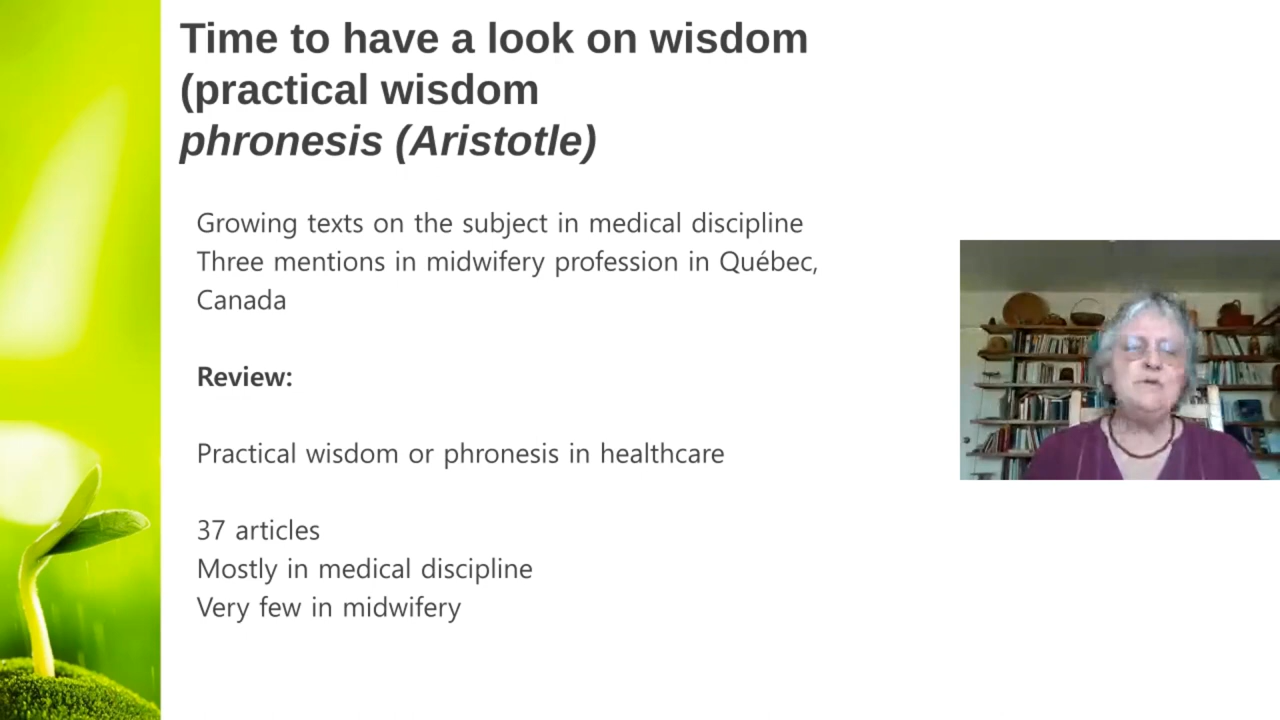 Time to have a look on wisdom
(practical wisdom
phronesis (Aristotle)
Growing texts on the subject in medical discipline
Three mentions in midwifery profession in Québec,
Canada
Review:
Practical wisdom or phronesis in healthcare
37 articles
Mostly in medical discipline
Very few in midwifery